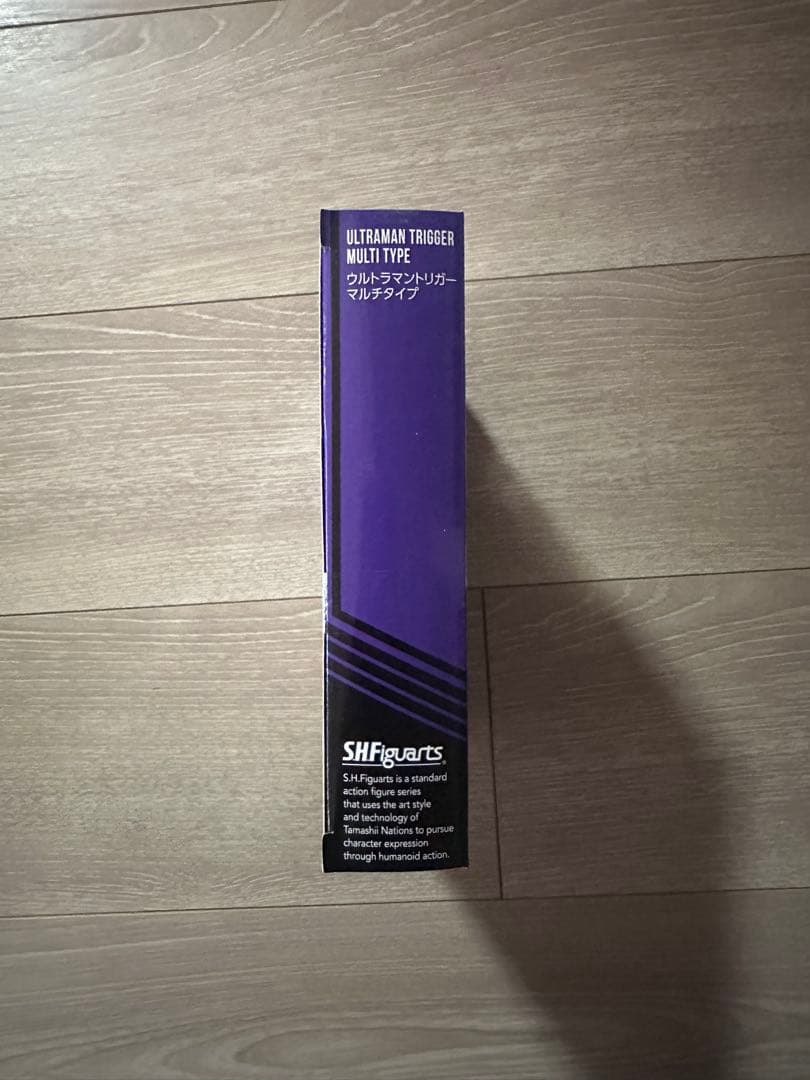 ULTRAMAN TRIGGER
MULTI TYPE
ウルトラマントリガー
マルチタイプ
S.H.Figuarts
S.H.Figuarts is a standard
action figure series
that uses the art style
and technology of
Tamashii Nations to pursue
character expression
through humanoid action.